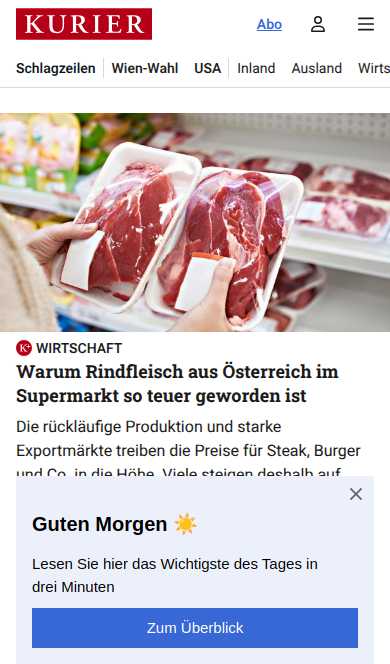 KURIER
Abo
Schlagzeilen Wien-Wahl USA Inland Ausland Wirts
K+ WIRTSCHAFT
Warum Rindfleisch aus Österreich im
Supermarkt so teuer geworden ist
Die rückläufige Produktion und starke
Exportmärkte treiben die Preise für Steak, Burger
und Co. in die Höhe. Viele steigen deshalb auf
Guten Morgen ☀️
Lesen Sie hier das Wichtigste des Tages in
drei Minuten
Zum Überblick